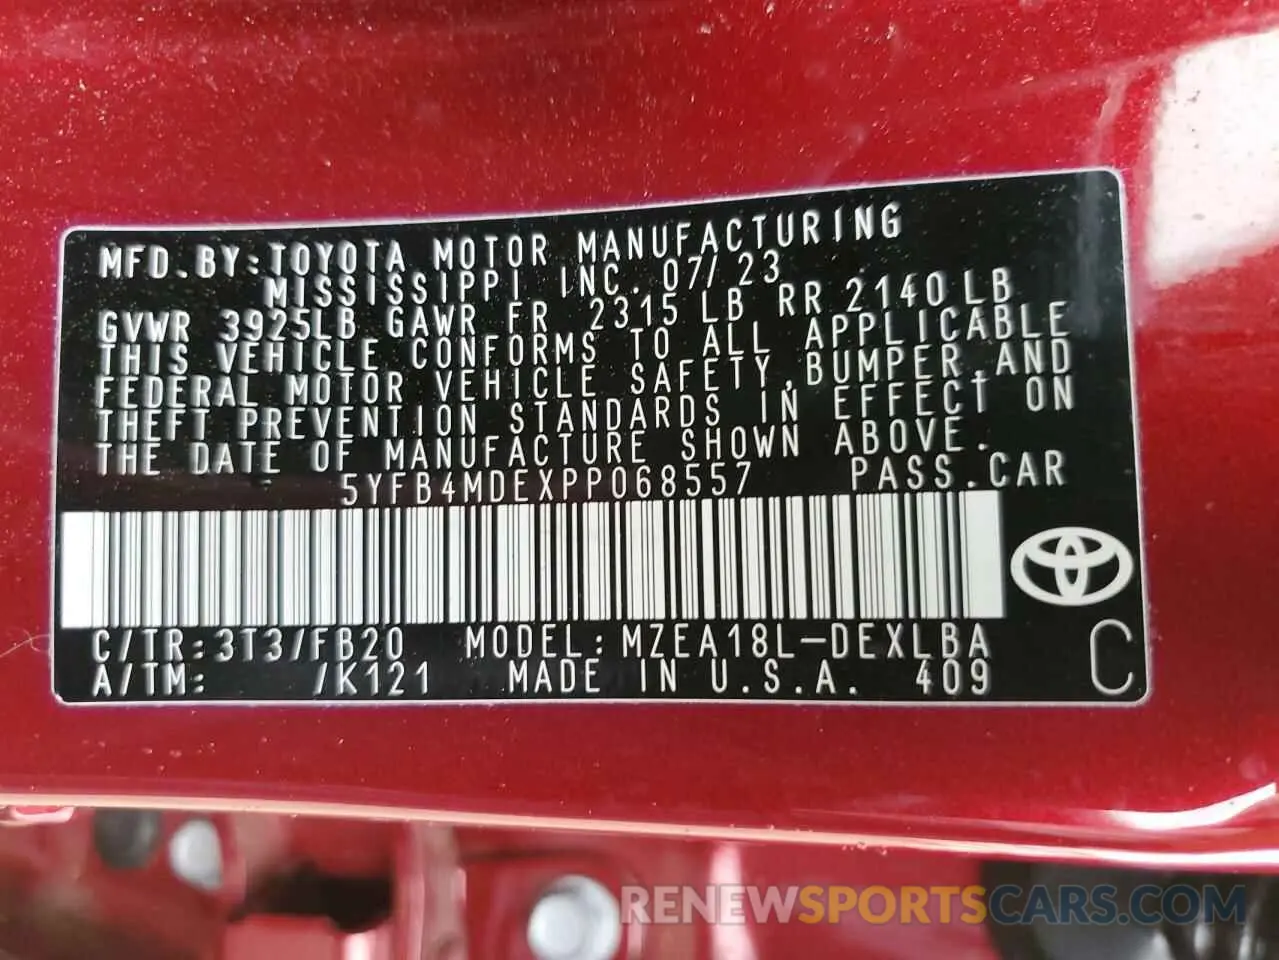 MFD.BY:TOYOTA MOTOR MANUFACTURING
MISSISSIPPI INC. 07/23
GVWR 3925LB GAWR FR 2315 LB RR 2140 LB
THIS VEHICLE CONFORMS TO ALL APPLICABLE
FEDERAL MOTOR VEHICLE SAFETY,BUMPER,AND
THEFT PREVENTION STANDARDS IN EFFECT ON
THE DATE OF MANUFACTURE SHOWN ABOVE.
5YFB4MDEXPP068557 PASS.CAR
C/TR:3T3/FB20 MODEL:MZEA18L-DEXLBA
A/TM: /K121 MADE IN U.S.A. 409
C
RENEWSPORTSCARS.COM